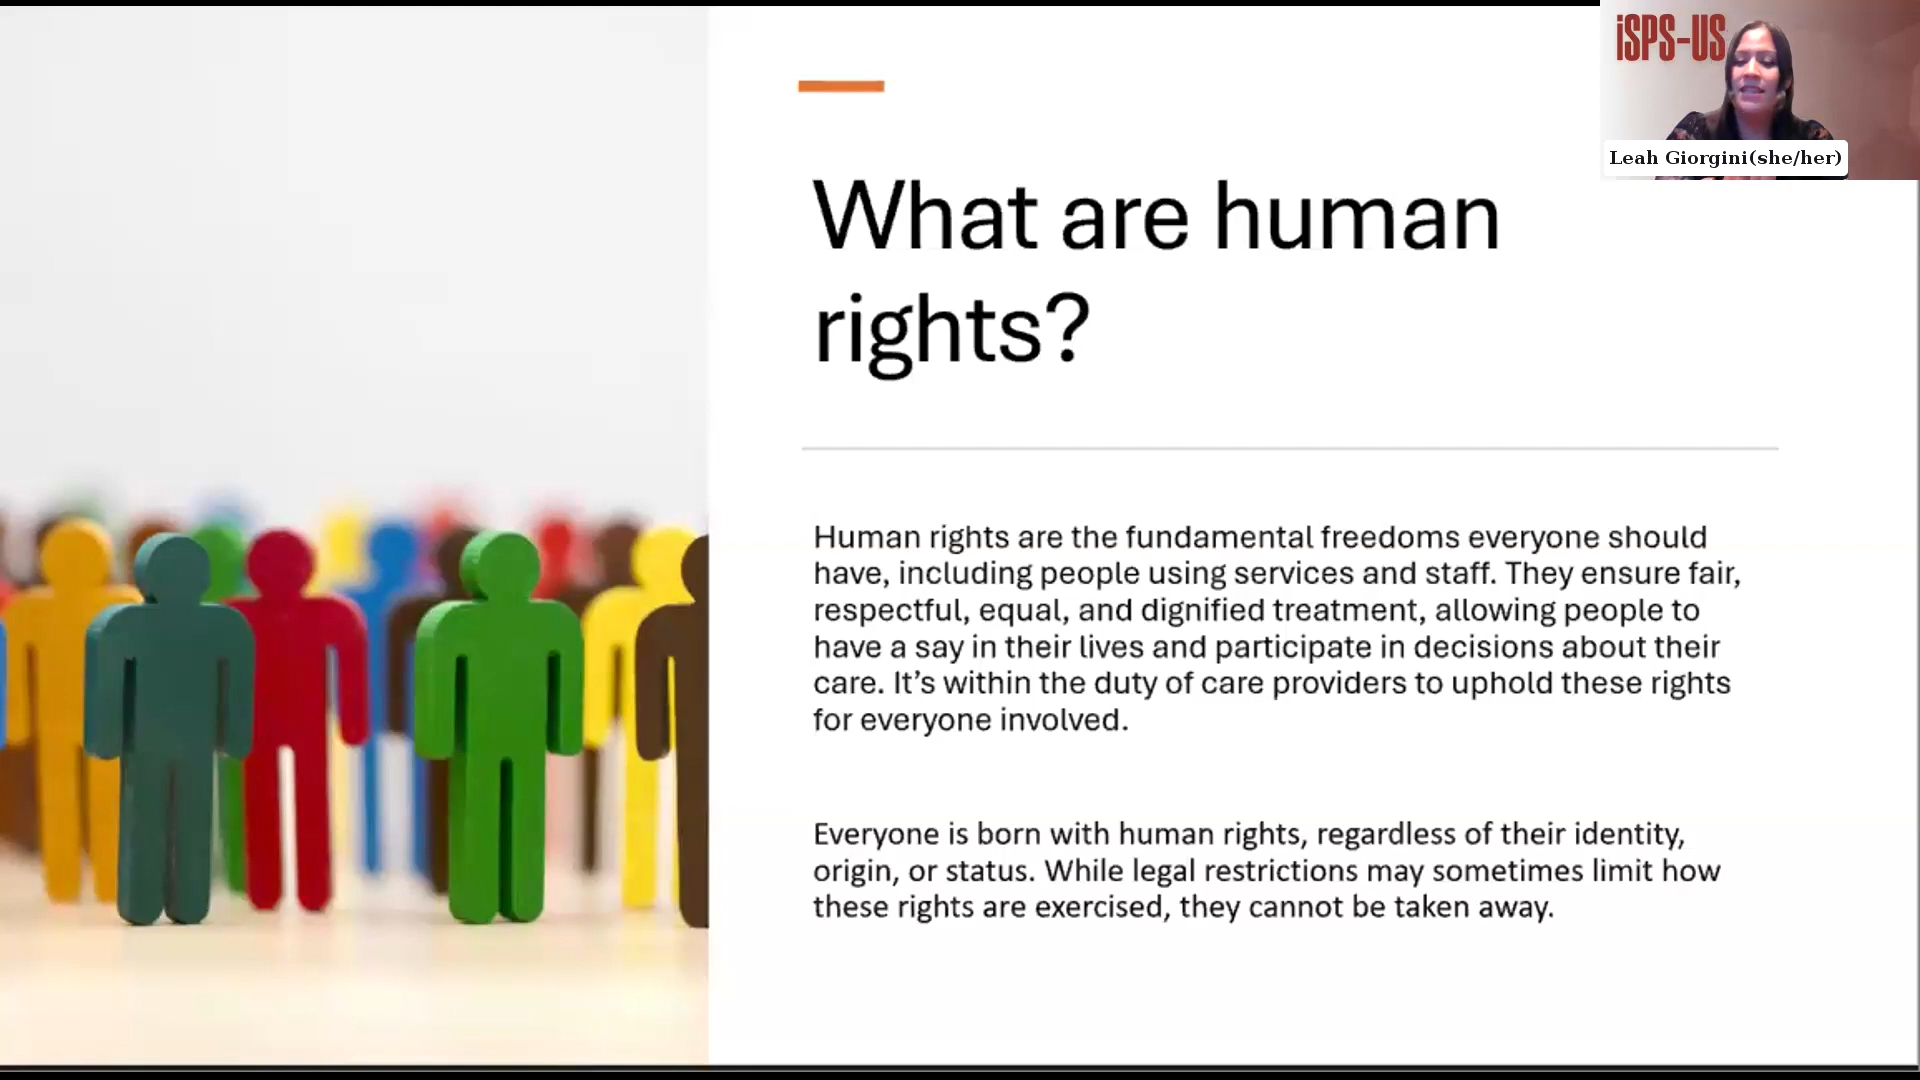 iSPS-US
Leah Giorgini(she/her)
What are human
rights?
Human rights are the fundamental freedoms everyone should
have, including people using services and staff. They ensure fair,
respectful, equal, and dignified treatment, allowing people to
have a say in their lives and participate in decisions about their
care. It’s within the duty of care providers to uphold these rights
for everyone involved.
Everyone is born with human rights, regardless of their identity,
origin, or status. While legal restrictions may sometimes limit how
these rights are exercised, they cannot be taken away.